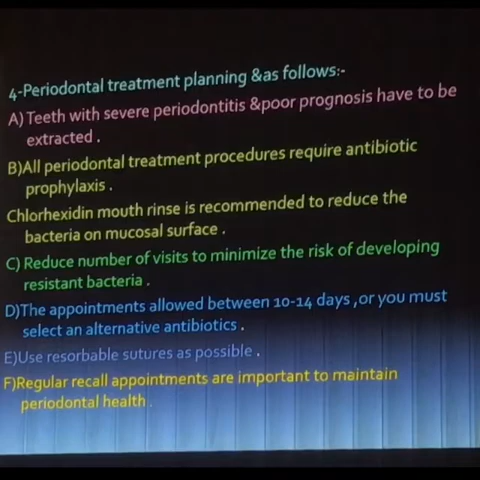 4-Periodontal treatment planning &as follows:-
A)Teeth with severe periodontitis &poor prognosis have to be
extracted .
B)All periodontal treatment procedures require antibiotic
prophylaxis .
Chlorhexidin mouth rinse is recommended to reduce the
bacteria on mucosal surface .
C) Reduce number of visits to minimize the risk of developing
resistant bacteria .
D)The appointments allowed between 10-14 days ,or you must
select an alternative antibiotics .
E)Use resorbable sutures as possible .
F)Regular recall appointments are important to maintain
periodontal health .